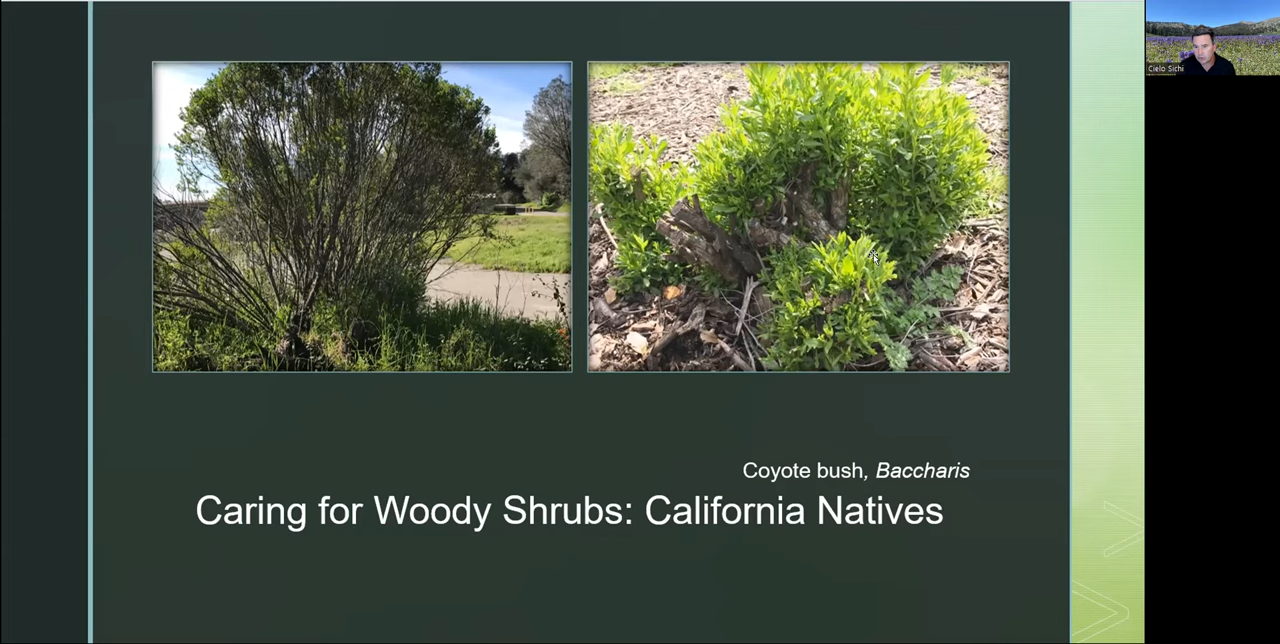 Cielo Sichi
Coyote bush, Baccharis
Caring for Woody Shrubs: California Natives